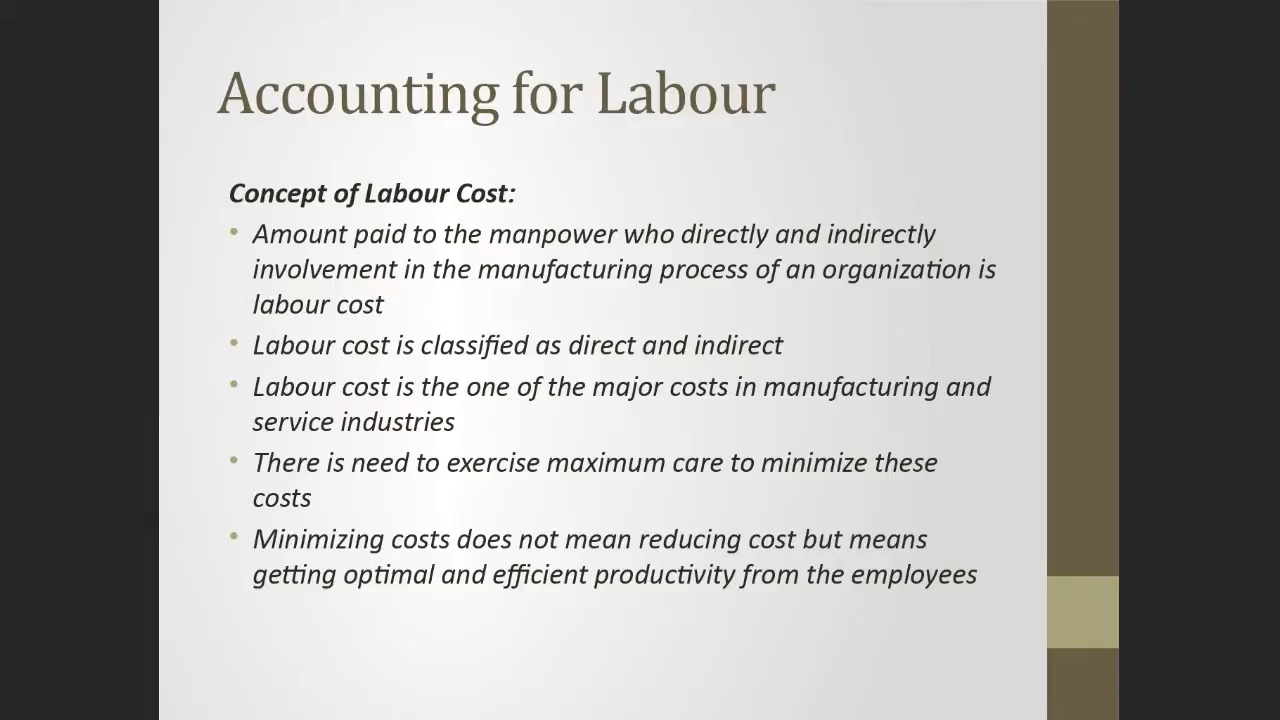 Accounting for Labour
Concept of Labour Cost:
• Amount paid to the manpower who directly and indirectly
involvement in the manufacturing process of an organization is
labour cost
• Labour cost is classified as direct and indirect
• Labour cost is the one of the major costs in manufacturing and
service industries
• There is need to exercise maximum care to minimize these
costs
• Minimizing costs does not mean reducing cost but means
getting optimal and efficient productivity from the employees